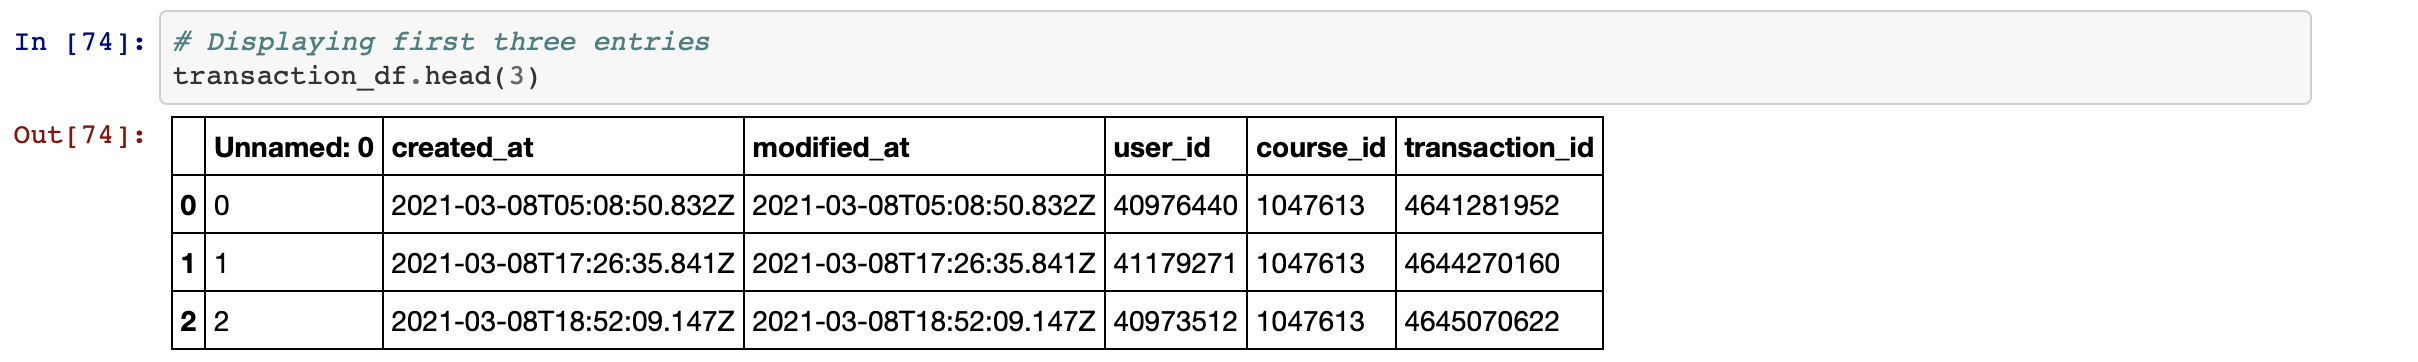 In [74]: # Displaying first three entries
transaction_df.head(3)
Out[74]:
Unnamed: 0 created_at modified_at user_id course_id transaction_id
0 0 2021-03-08T05:08:50.832Z 2021-03-08T05:08:50.832Z 40976440 1047613 4641281952
1 1 2021-03-08T17:26:35.841Z 2021-03-08T17:26:35.841Z 41179271 1047613 4644270160
2 2 2021-03-08T18:52:09.147Z 2021-03-08T18:52:09.147Z 40973512 1047613 4645070622